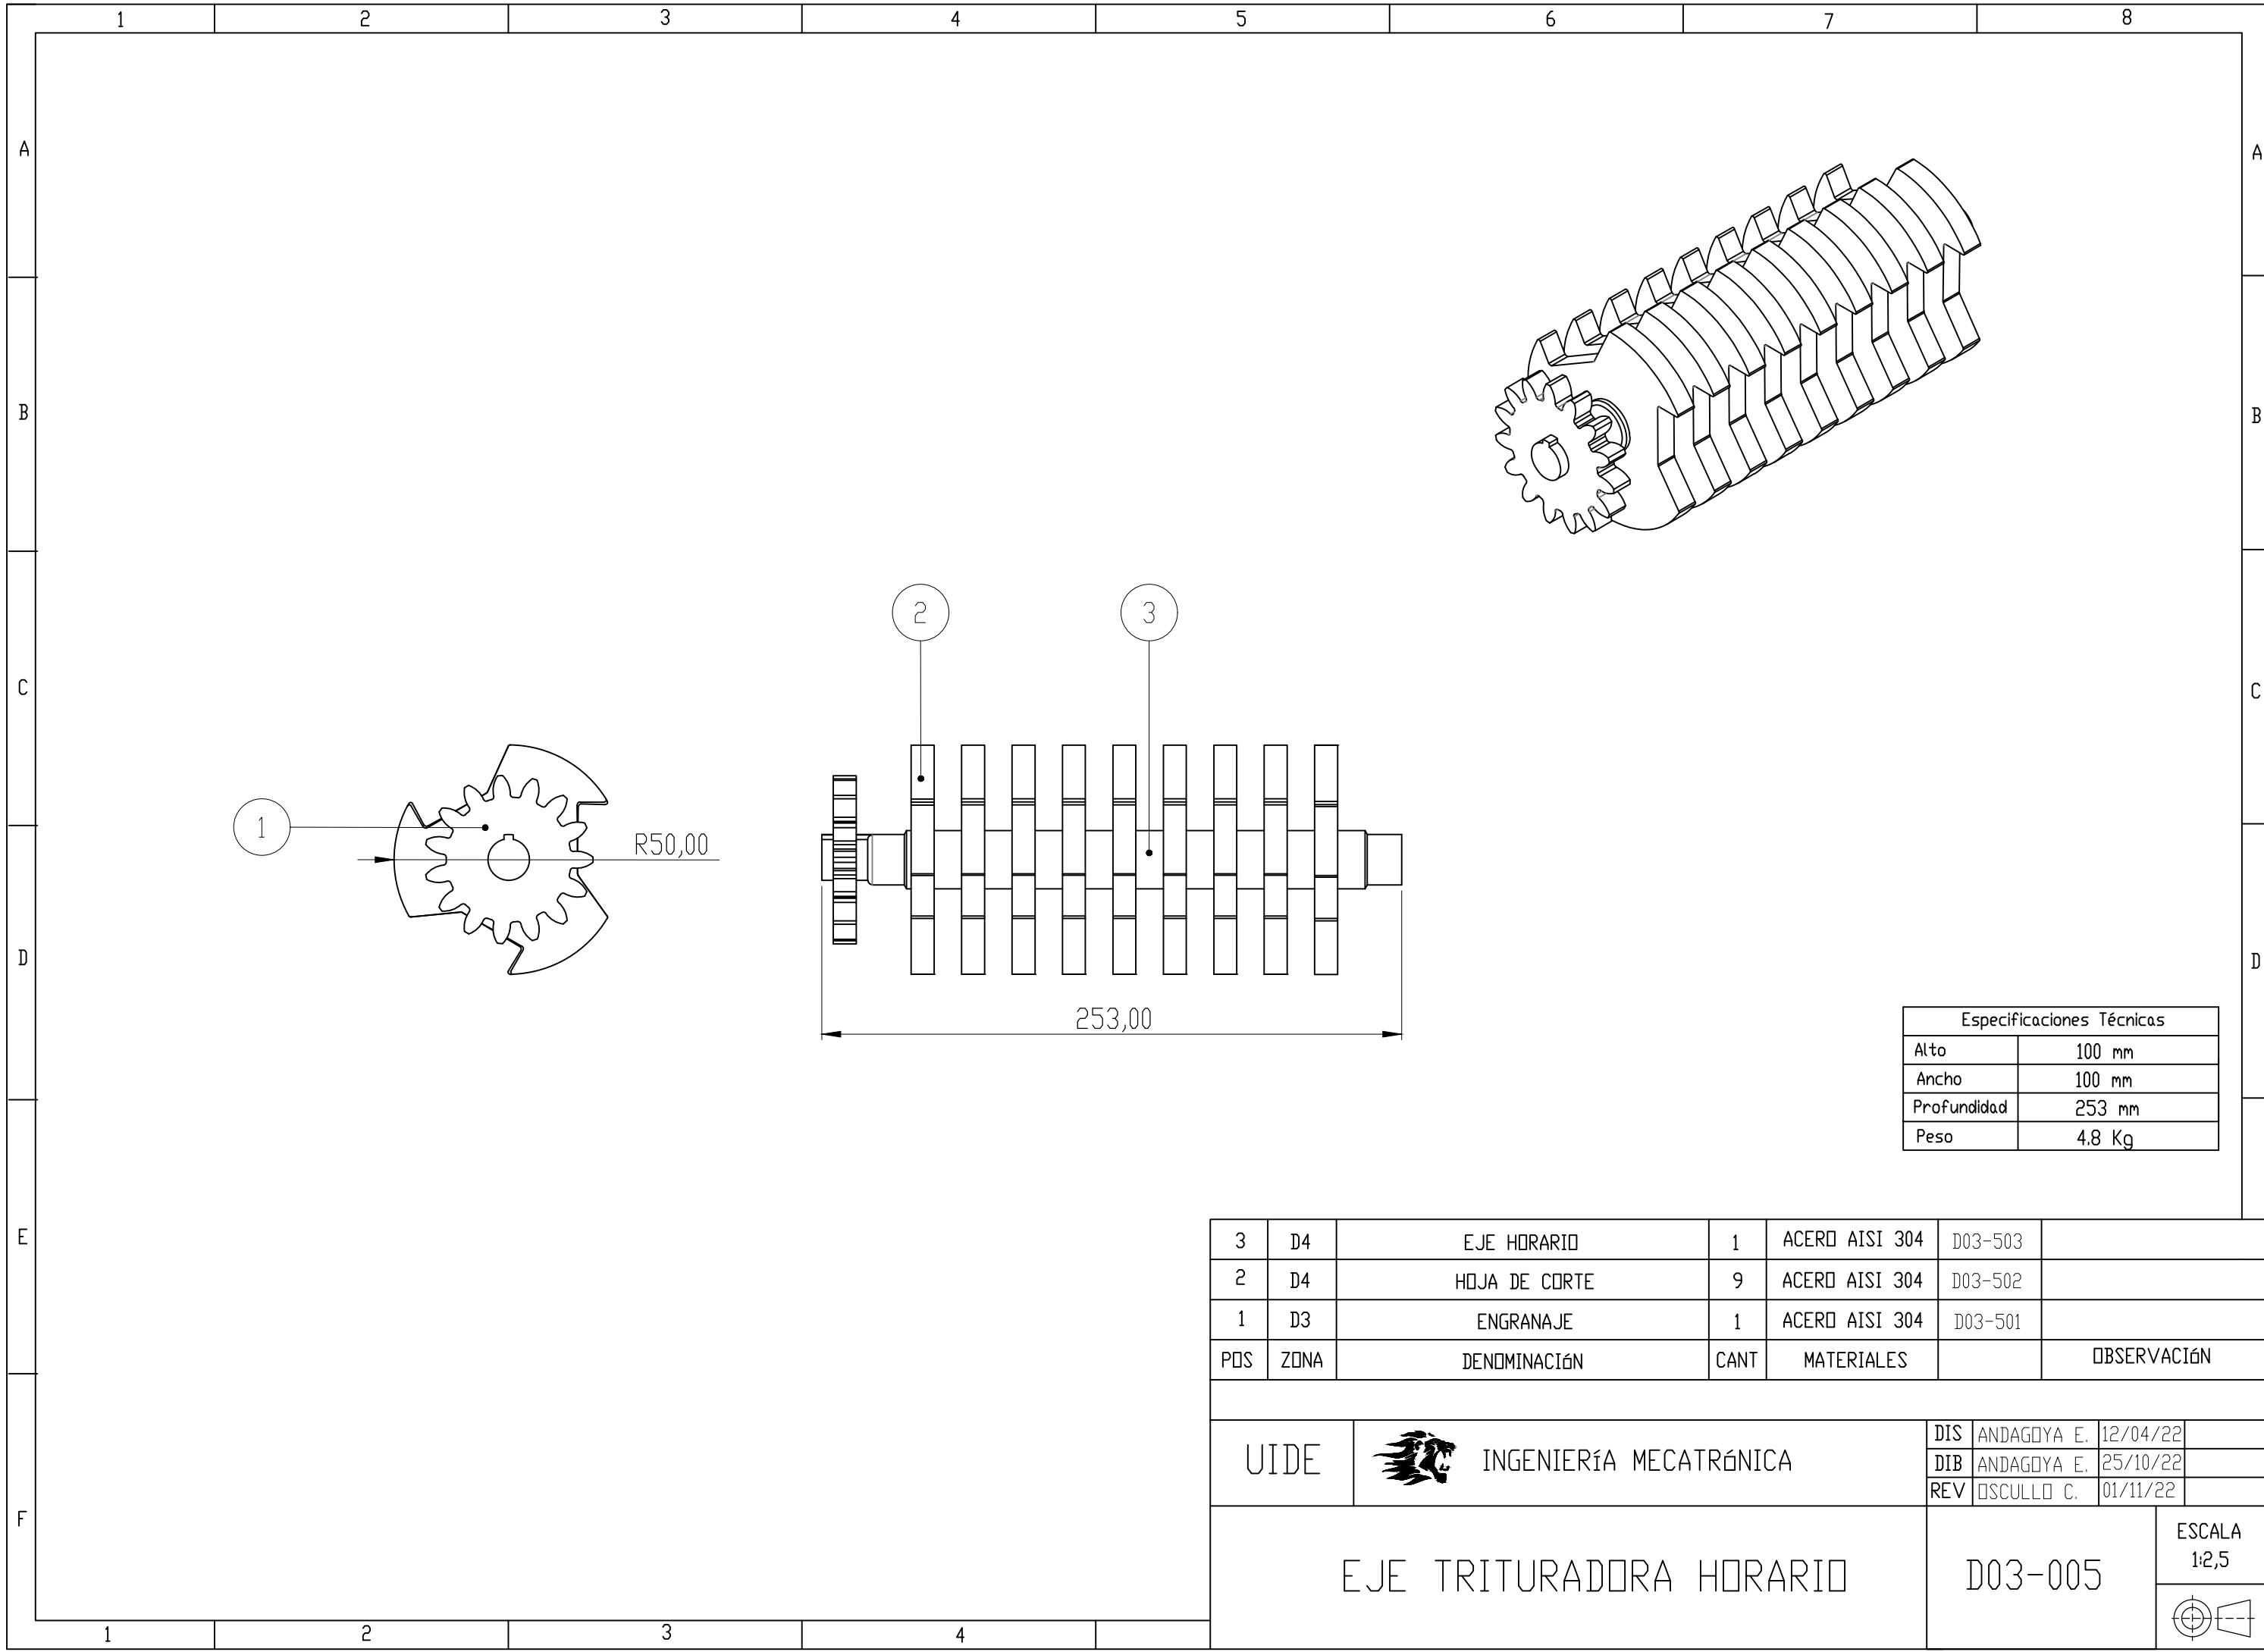 1 2 3 4 5 6 7 8
A A
B B
2 3
C C
1
R50,00
D D
253,00
Especificaciones Técnicas
Alto 100 mm
Ancho 100 mm
Profundidad 253 mm
Peso 4.8 Kg
E
3 D4 EJE HORARIO 1 ACERO AISI 304 D03-503
2 D4 HOJA DE CORTE 9 ACERO AISI 304 D03-502
1 D3 ENGRANAJE 1 ACERO AISI 304 D03-501
POS ZONA DENOMINACIóN CANT MATERIALES OBSERVACIóN
UIDE INGENIERíA MECATRóNICA
DIS ANDAGOYA E. 12/04/22
DIB ANDAGOYA E. 25/10/22
REV OSCULLO C. 01/11/22
F
EJE TRITURADORA HORARIO D03-005
ESCALA
1:2,5
1 2 3 4